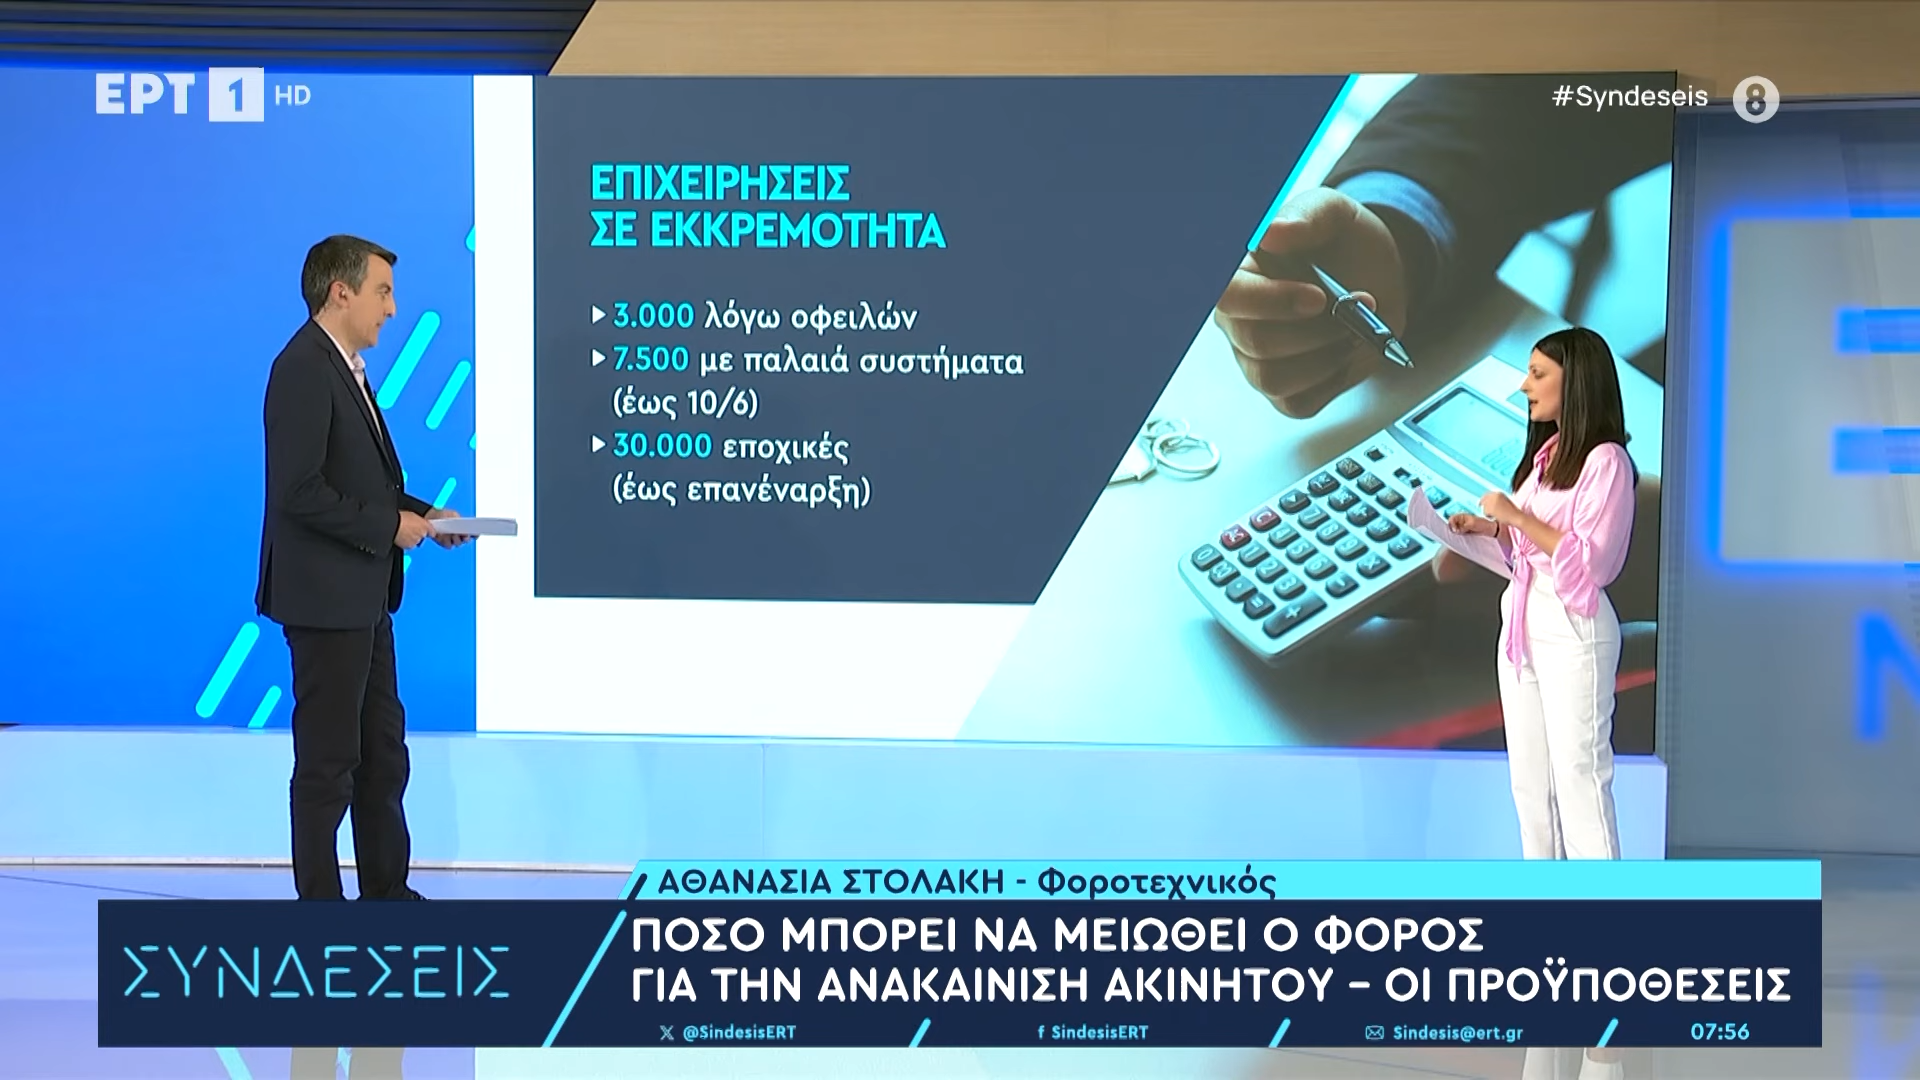 ΕΡΤ 1 HD
#Syndeseis 8
ΕΠΙΧΕΙΡΗΣΕΙΣ
ΣΕ ΕΚΚΡΕΜΟΤΗΤΑ
3.000 λόγω οφειλών
7.500 με παλαιά συστήματα
(έως 10/6)
30.000 εποχικές
(έως επανέναρξη)
ΑΘΑΝΑΣΙΑ ΣΤΟΛΑΚΗ - Φοροτεχνικός
ΣΥΝΔΕΣΕΙΣ
ΠΟΣΟ ΜΠΟΡΕΙ ΝΑ ΜΕΙΩΘΕΙ Ο ΦΟΡΟΣ
ΓΙΑ ΤΗΝ ΑΝΑΚΑΙΝΙΣΗ ΑΚΙΝΗΤΟΥ – ΟΙ ΠΡΟΫΠΟΘΕΣΕΙΣ
@SindesisERT
SindesisERT
Sindesis@ert.gr
07:56